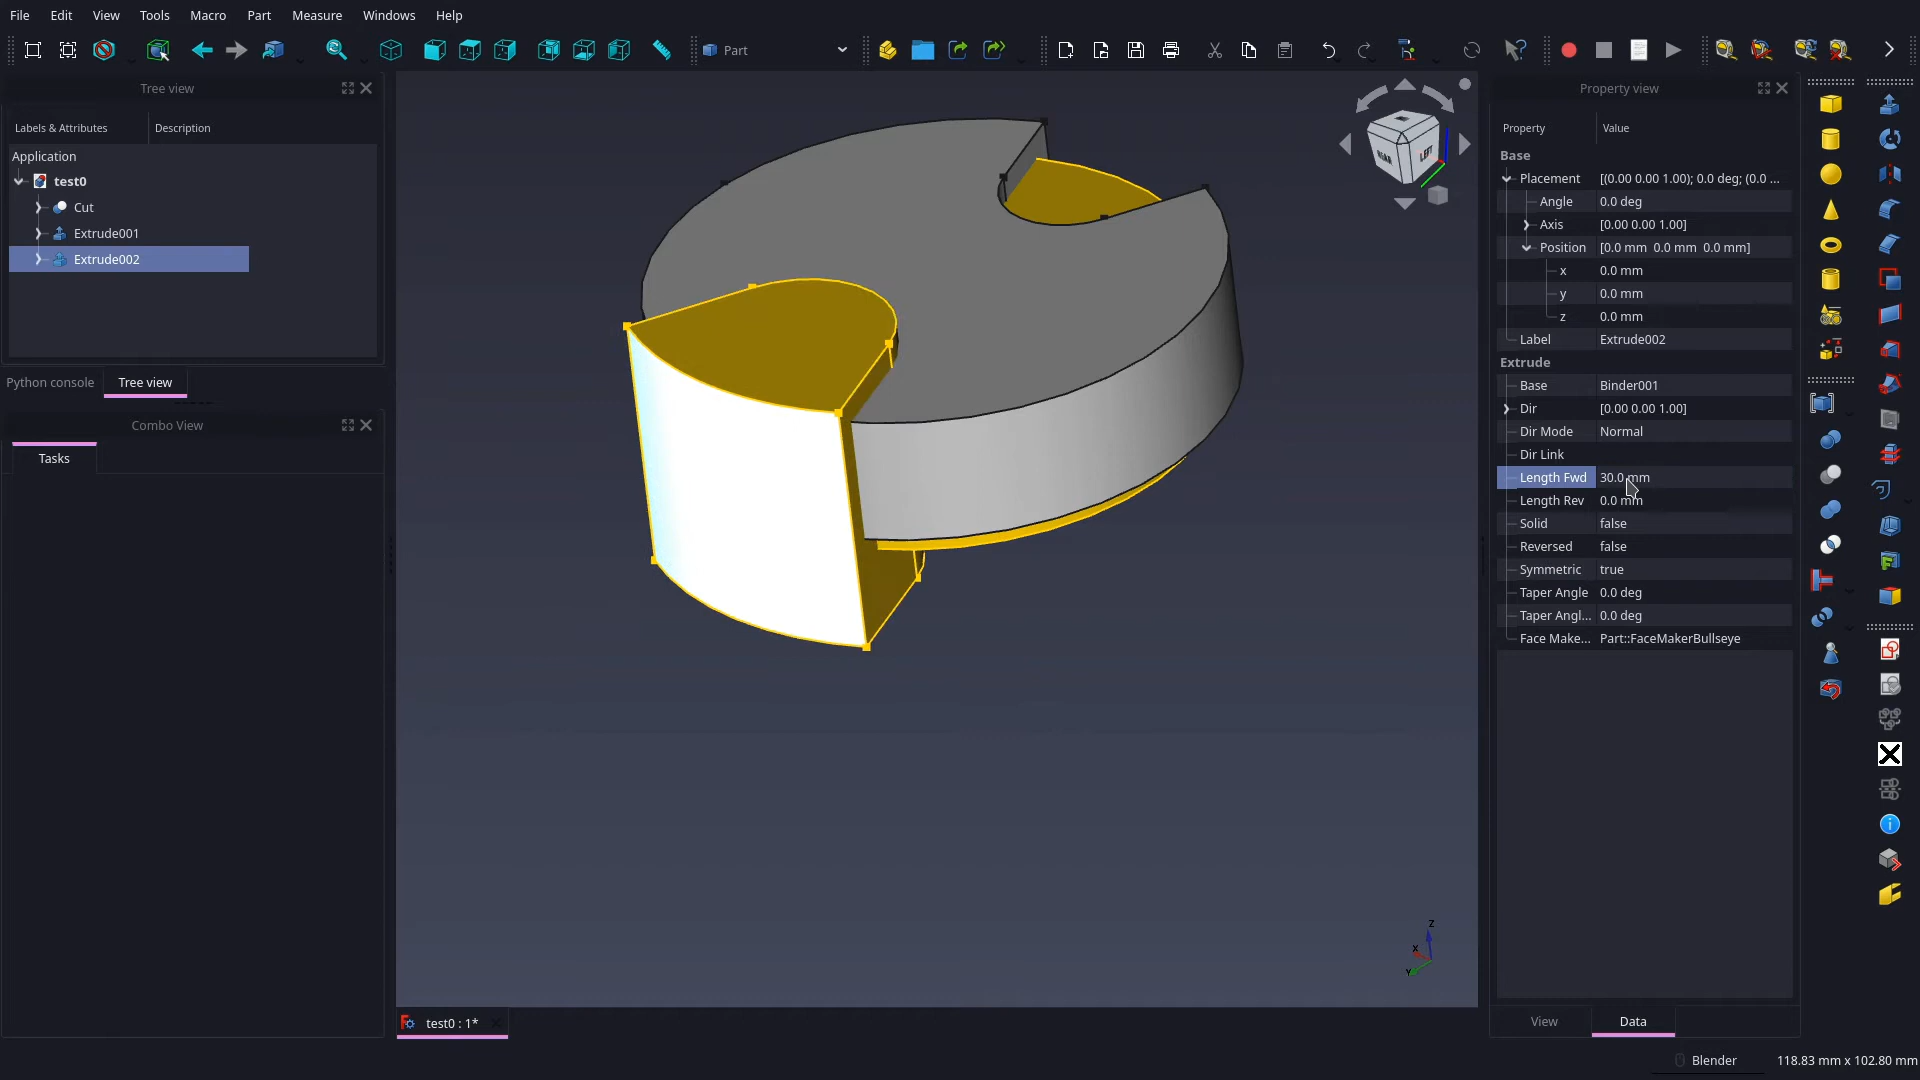 File Edit View Tools Macro Part Measure Windows Help
Part
Tree view
Labels & Attributes Description
Application
test0
Cut
Extrude001
Extrude002
Python console Tree view
Combo View
Tasks
LEFT
Z
X
Y
test0 : 1*
Property view
Property Value
Base
Placement [(0.00 0.00 1.00); 0.0 deg; (0.0 ...
Angle 0.0 deg
Axis [0.00 0.00 1.00]
Position [0.0 mm 0.0 mm 0.0 mm]
x 0.0 mm
y 0.0 mm
z 0.0 mm
Label Extrude002
Extrude
Base Binder001
Dir [0.00 0.00 1.00]
Dir Mode Normal
Dir Link
Length Fwd 30.0 mm
Length Rev 0.0 mm
Solid false
Reversed false
Symmetric true
Taper Angle 0.0 deg
Taper Angl... 0.0 deg
Face Make... Part::FaceMakerBullseye
View Data
Blender 118.83 mm x 102.80 mm